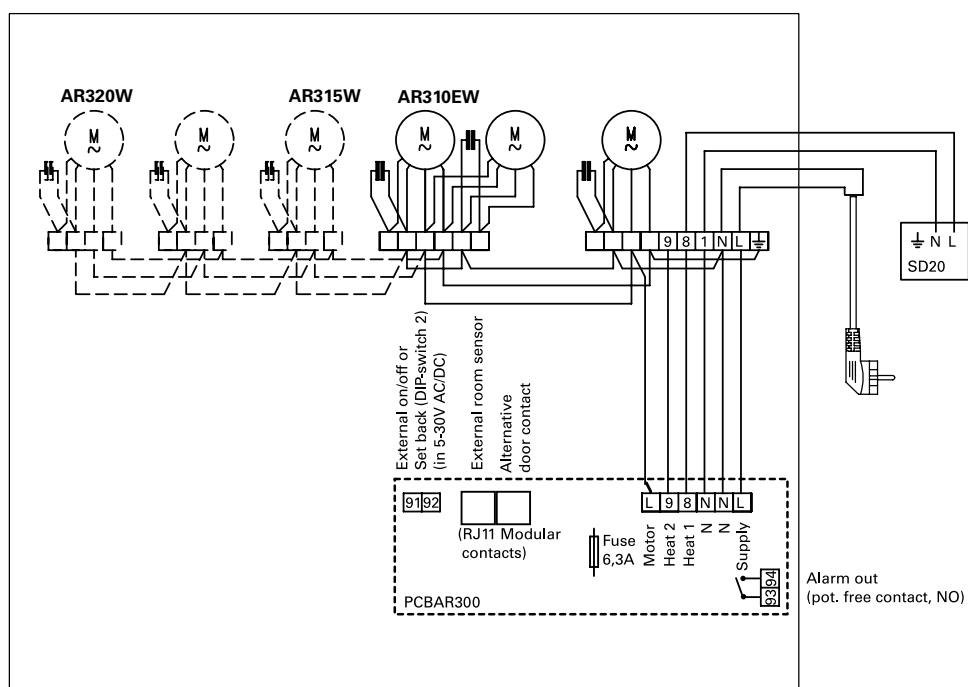 AR320W
AR315W
AR310EW
M
~
M
~
M
~
M
~
M
~
M
~
9 8 1 N L
N L
SD20
External on/off or
Set back (DIP-switch 2)
(in 5-30V AC/DC)
External room sensor
Alternative
door contact
91 92
(RJ11 Modular
contacts)
Fuse
6,3A
L 9 8 N N L
Motor
Heat 2
Heat 1
N
N
Supply
93 94
PCBAR300
Alarm out
(pot. free contact, NO)